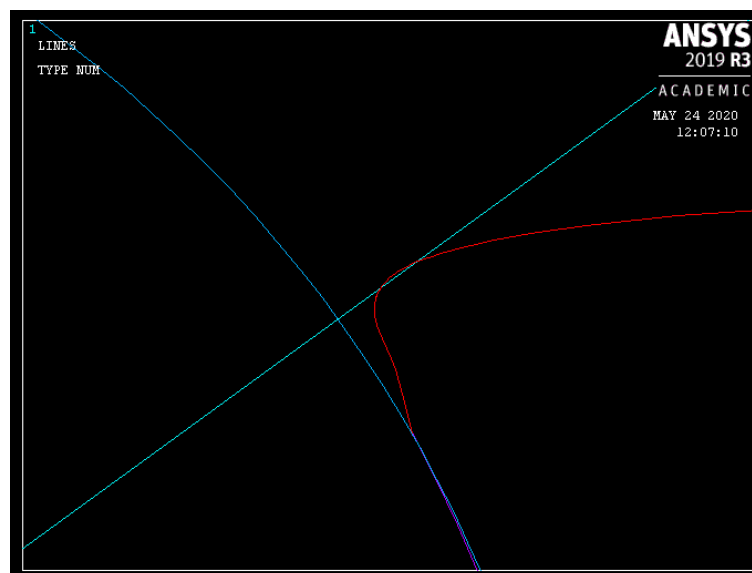 1
LINES
TYPE NUM
ANSYS
2019 R3
ACADEMIC
MAY 24 2020
12:07:10